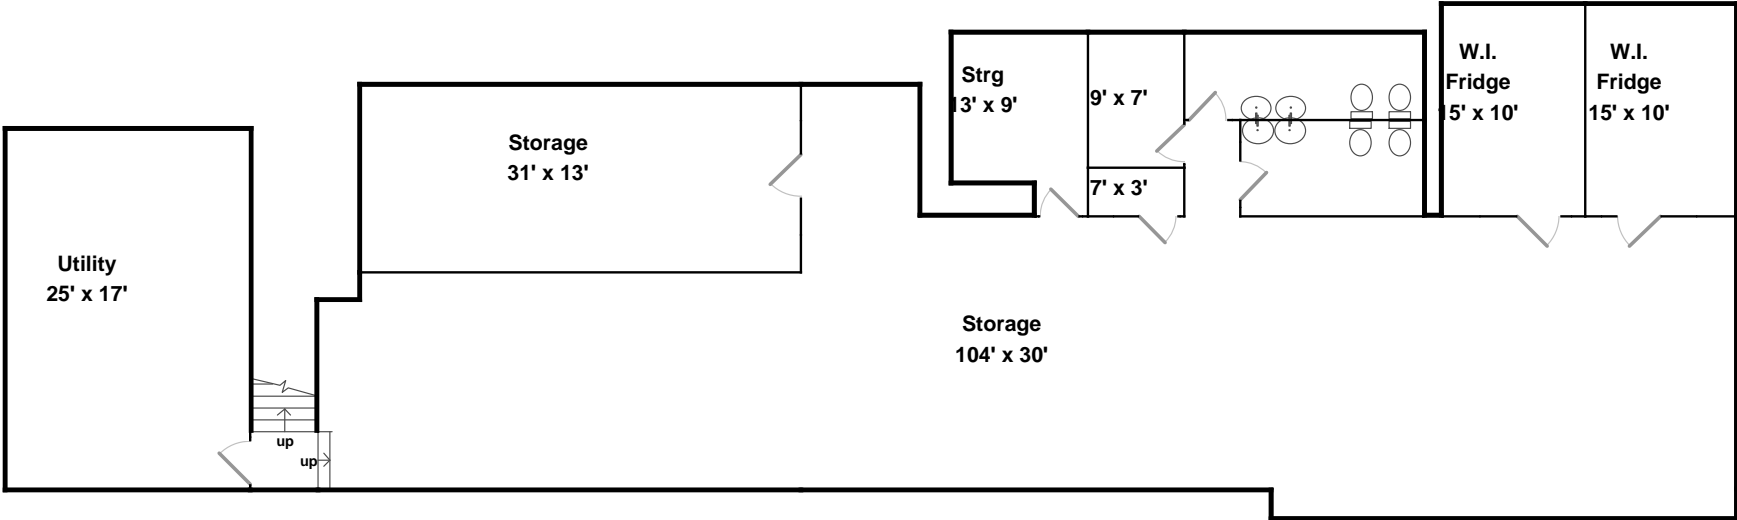 Utility
25' x 17'
up
up
Storage
31' x 13'
Strg
13' x 9'
9' x 7'
7' x 3'
Storage
104' x 30'
W.I.
Fridge
15' x 10'
W.I.
Fridge
15' x 10'